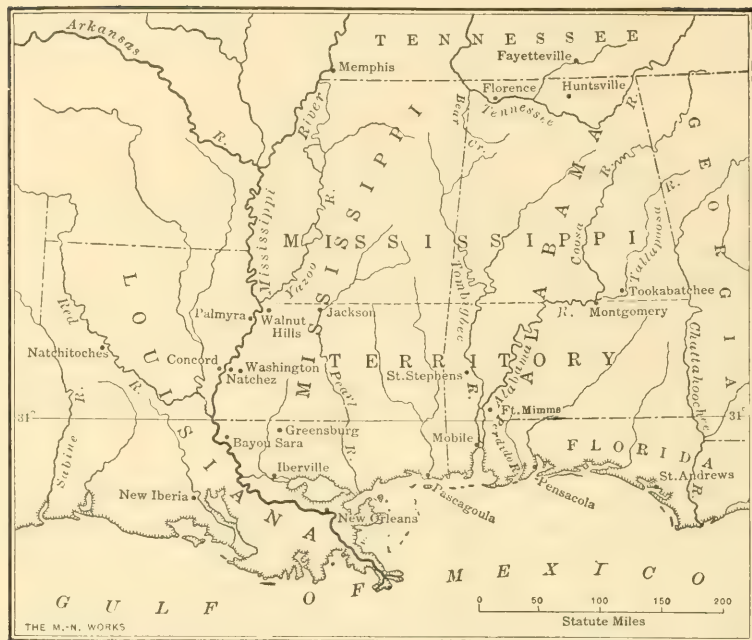 Arkansas
R.
TENNESSEE
Fayetteville
Memphis
Florence
Huntsville
River
Bear
Cr.
Tennessee
R.
GEORGIA
MISSISSIPPI
ALABAMA
R.
Coosa
R.
Tallapoosa
MISSISSIPPI
Mississippi
R.
Yazoo
Tombigbee
R.
LOUISIANA
Red
R.
Tookabatchee
Palmyra
Walnut
Hills
Jackson
R.
Montgomery
Natchitoches
Concord
Washington
Natchez
TERRITORY
Chattahoochee
Pearl
R.
St. Stephens
Alabama
31°
Ft. Mimms
31°
Sabine
R.
Greensburg
Bayou Sara
Mobile
Perdido R.
FLORIDA
Iberville
St. Andrews
New Iberia
Pensacola
Pascagoula
New Orleans
GULF OF MEXICO
0 50 100 150 200
Statute Miles
THE M.-N. WORKS